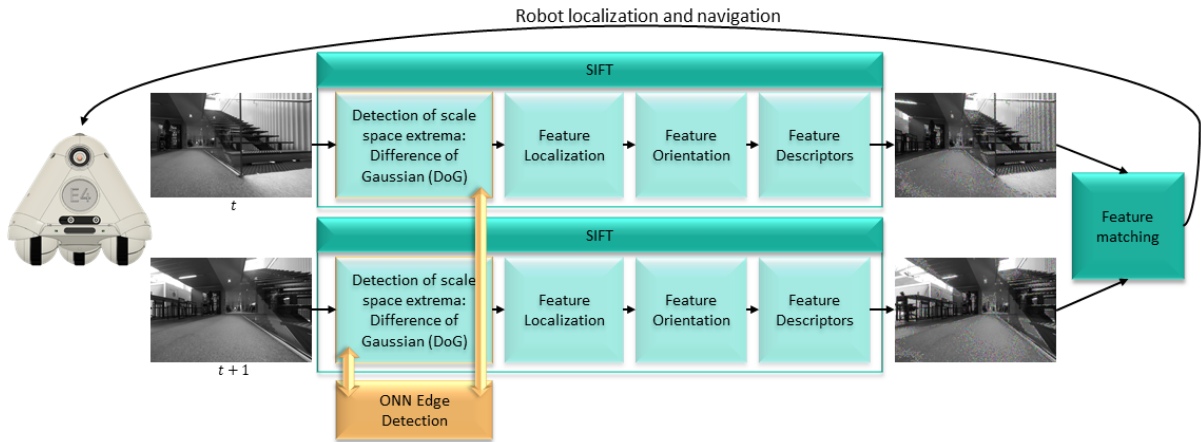 Robot localization and navigation
SIFT
Detection of scale
space extrema:
Difference of
Gaussian (DoG)
Feature
Localization
Feature
Orientation
Feature
Descriptors
t
E4
Feature
matching
SIFT
Detection of scale
space extrema:
Difference of
Gaussian (DoG)
Feature
Localization
Feature
Orientation
Feature
Descriptors
t + 1
ONN Edge
Detection